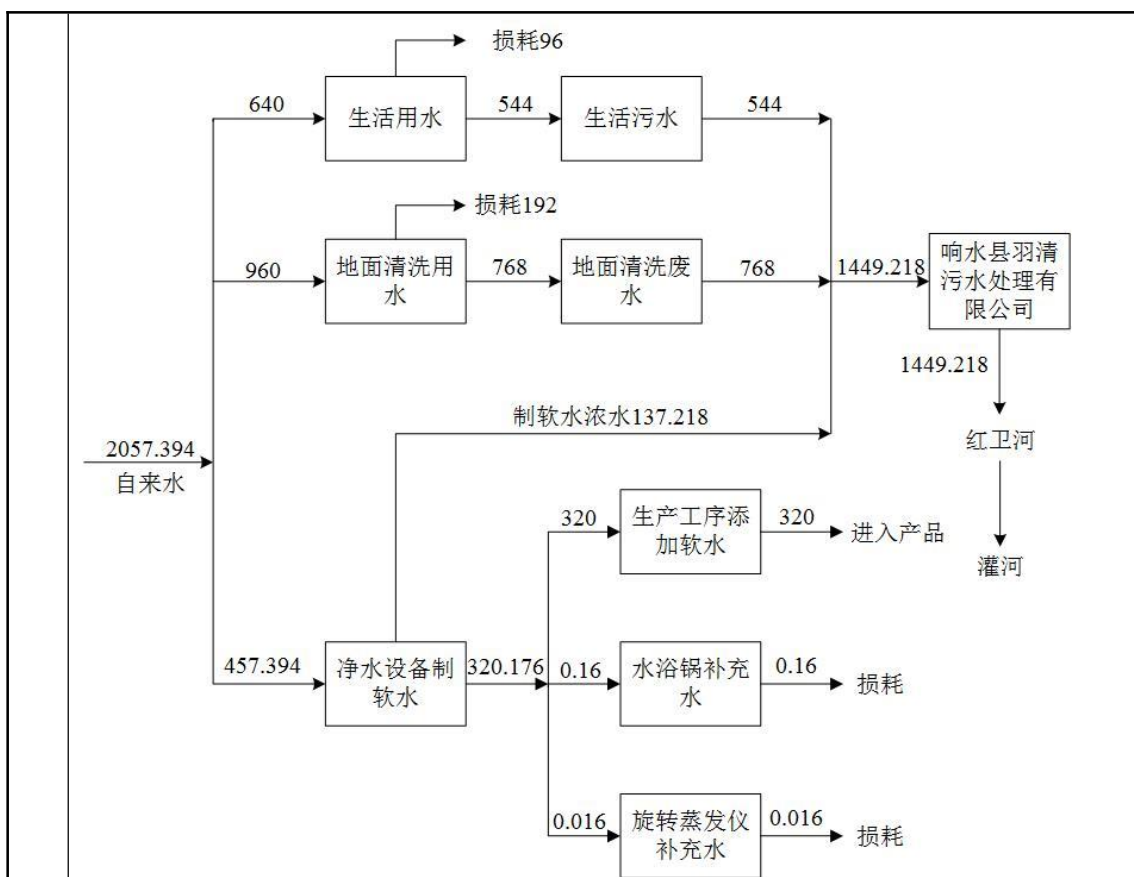 损耗96
640
生活用水
544
生活污水
544
损耗192
960
地面清洗用
水
768
地面清洗废
水
768
1449.218
响水县羽清
污水处理有
限公司
1449.218
红卫河
灌河
制软水浓水137.218
2057.394
自来水
457.394
净水设备制
软水
320.176
320
生产工序添
加软水
320
进入产品
0.16
水浴锅补充
水
0.16
损耗
0.016
旋转蒸发仪
补充水
0.016
损耗